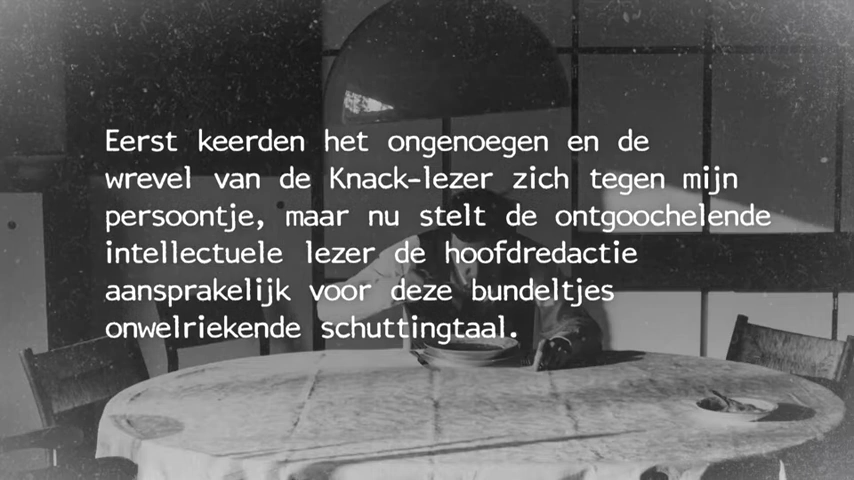 Eerst keerden het ongenoegen en de
wrevel van de Knack-lezer zich tegen mijn
persoontje, maar nu stelt de ontgoochelende
intellectuele lezer de hoofdredactie
aansprakelijk voor deze bundeltjes
onwelriekende schuttingtaal.